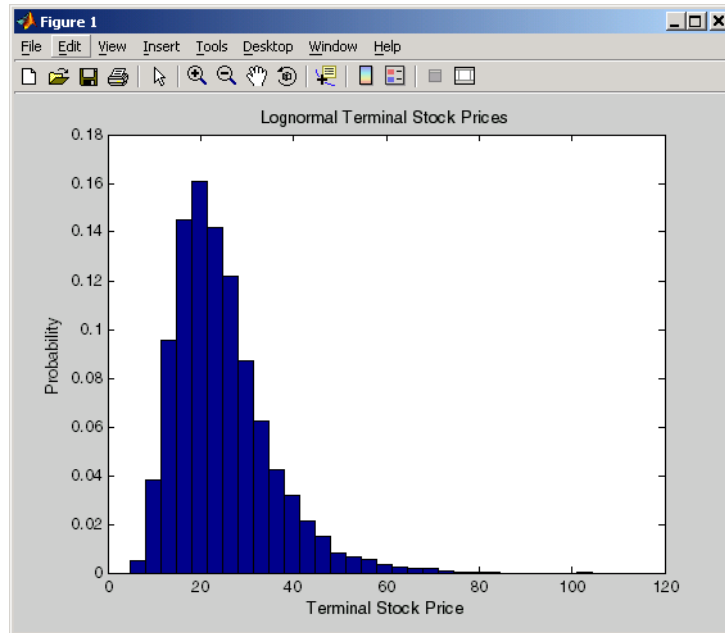 Figure 1
File Edit View Insert Tools Desktop Window Help
Lognormal Terminal Stock Prices
0.18
0.16
0.14
0.12
0.1
0.08
0.06
0.04
0.02
0
Probability
0 20 40 60 80 100 120
Terminal Stock Price